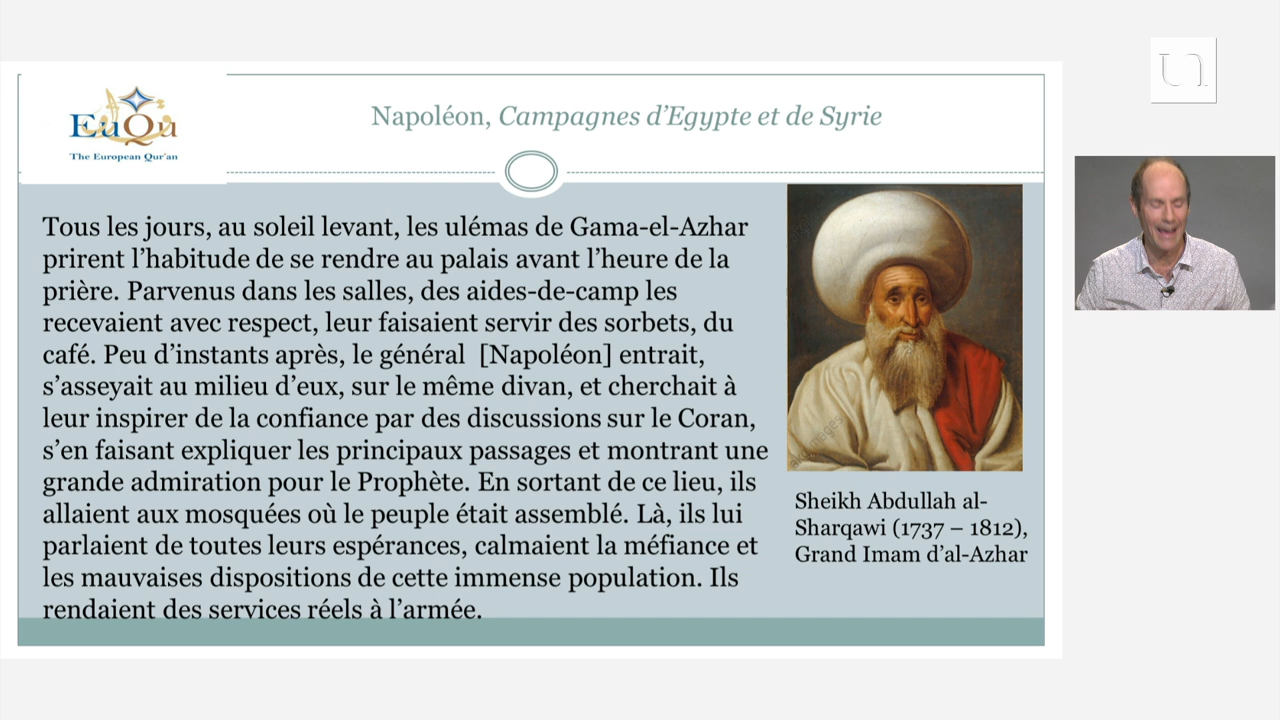 EuQu
The European Qur'an
Napoléon, Campagnes d'Egypte et de Syrie
Tous les jours, au soleil levant, les ulémas de Gama-el-Azhar
prirent l'habitude de se rendre au palais avant l'heure de la
prière. Parvenus dans les salles, des aides-de-camp les
recevaient avec respect, leur faisaient servir des sorbets, du
café. Peu d'instants après, le général [Napoléon] entrait,
s'asseyait au milieu d'eux, sur le même divan, et cherchait à
leur inspirer de la confiance par des discussions sur le Coran,
s'en faisant expliquer les principaux passages et montrant une
grande admiration pour le Prophète. En sortant de ce lieu, ils
allaient aux mosquées où le peuple était assemblé. Là, ils lui
parlaient de toutes leurs espérances, calmaient la méfiance et
les mauvaises dispositions de cette immense population. Ils
rendaient des services réels à l'armée.
Sheikh Abdullah al-
Sharqawi (1737 – 1812),
Grand Imam d'al-Azhar